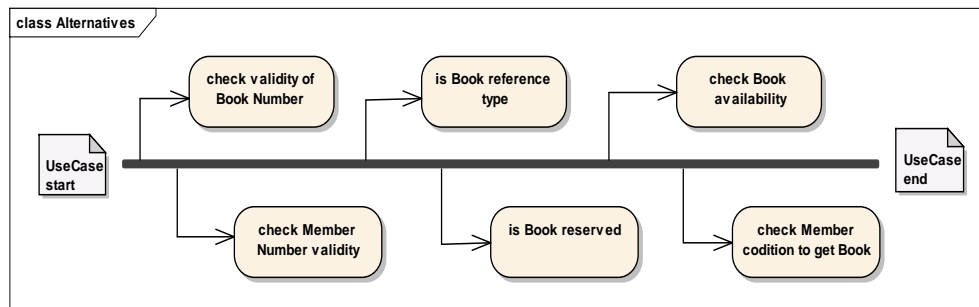 class Alternatives
check validity of
Book Number
is Book reference
type
check Book
availability
UseCase
start
UseCase
end
check Member
Number validity
is Book reserved
check Member
codition to get Book